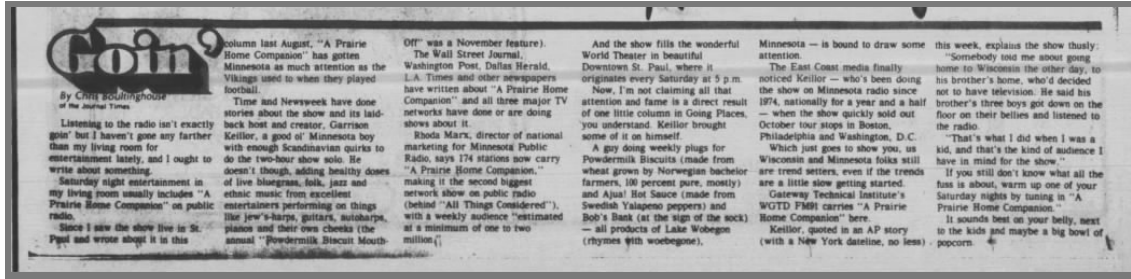 Goin'
By Chris Boultinghouse
of the Journal Times
Listening to the radio isn't exactly
goin' but I haven't gone any farther
than my living room for
entertainment lately, and I ought to
write about something.
Saturday night entertainment in
my living room usually includes "A
Prairie Home Companion" on public
radio.
Since I saw the show live in St.
Paul and wrote about it in this
column last August, "A Prairie
Home Companion" has gotten
Minnesota as much attention as the
Vikings used to when they played
football.
Time and Newsweek have done
stories about the show and its laid-
back host and creator, Garrison
Keillor, a good ol' Minnesota boy
with enough Scandinavian quirks to
do the two-hour show solo. He
doesn't though, adding healthy doses
of live bluegrass, folk, jazz and
ethnic music from excellent
entertainers performing on things
like jew's-harps, guitars, autoharps,
pianos and their own cheeks (the
annual "Powdermilk Biscuit Mouth-
Off" was a November feature).
The Wall Street Journal,
Washington Post, Dallas Herald,
L.A. Times and other newspapers
have written about "A Prairie Home
Companion" and all three major TV
networks have done or are doing
shows about it.
Rhoda Marx, director of national
marketing for Minnesota Public
Radio, says 174 stations now carry
"A Prairie Home Companion,"
making it the second biggest
network show on public radio
(behind "All Things Considered"),
with a weekly audience "estimated
at a minimum of one to two
million."
And the show fills the wonderful
World Theater in beautiful
Downtown St. Paul, where it
originates every Saturday at 5 p.m.
Now, I'm not claiming all that
attention and fame is a direct result
of one little column in Going Places,
you understand. Keillor brought
some of it on himself.
A guy doing weekly plugs for
Powdermilk Biscuits (made from
wheat grown by Norwegian bachelor
farmers, 100 percent pure, mostly)
and Ajua! Hot Sauce (made from
Swedish Yalapeno peppers) and
Bob's Bank (at the sign of the sock)
— all products of Lake Wobegone
(rhymes with woebegone),
Minnesota — is bound to draw some
attention.
The East Coast media finally
noticed Keillor — who's been doing
the show on Minnesota radio since
1974, nationally for a year and a half
— when the show quickly sold out
October tour stops in Boston,
Philadelphia and Washington, D.C.
Which just goes to show you, us
Wisconsin and Minnesota folks still
are trend setters, even if the trends
are a little slow getting started.
Gateway Technical Institute's
WGTD FM91 carries "A Prairie
Home Companion" here.
Keillor, quoted in an AP story
(with a New York dateline, no less)
this week, explains the show thusly:
"Somebody told me about going
home to Wisconsin the other day, to
his brother's home, who'd decided
not to have television. He said his
brother's three boys got down on the
floor on their bellies and listened to
the radio.
"That's what I did when I was a
kid, and that's the kind of audience I
have in mind for the show."
If you still don't know what all the
fuss is about, warm up one of your
Saturday nights by tuning in "A
Prairie Home Companion."
It sounds best on your belly, next
to the kids and maybe a big bowl of
popcorn.